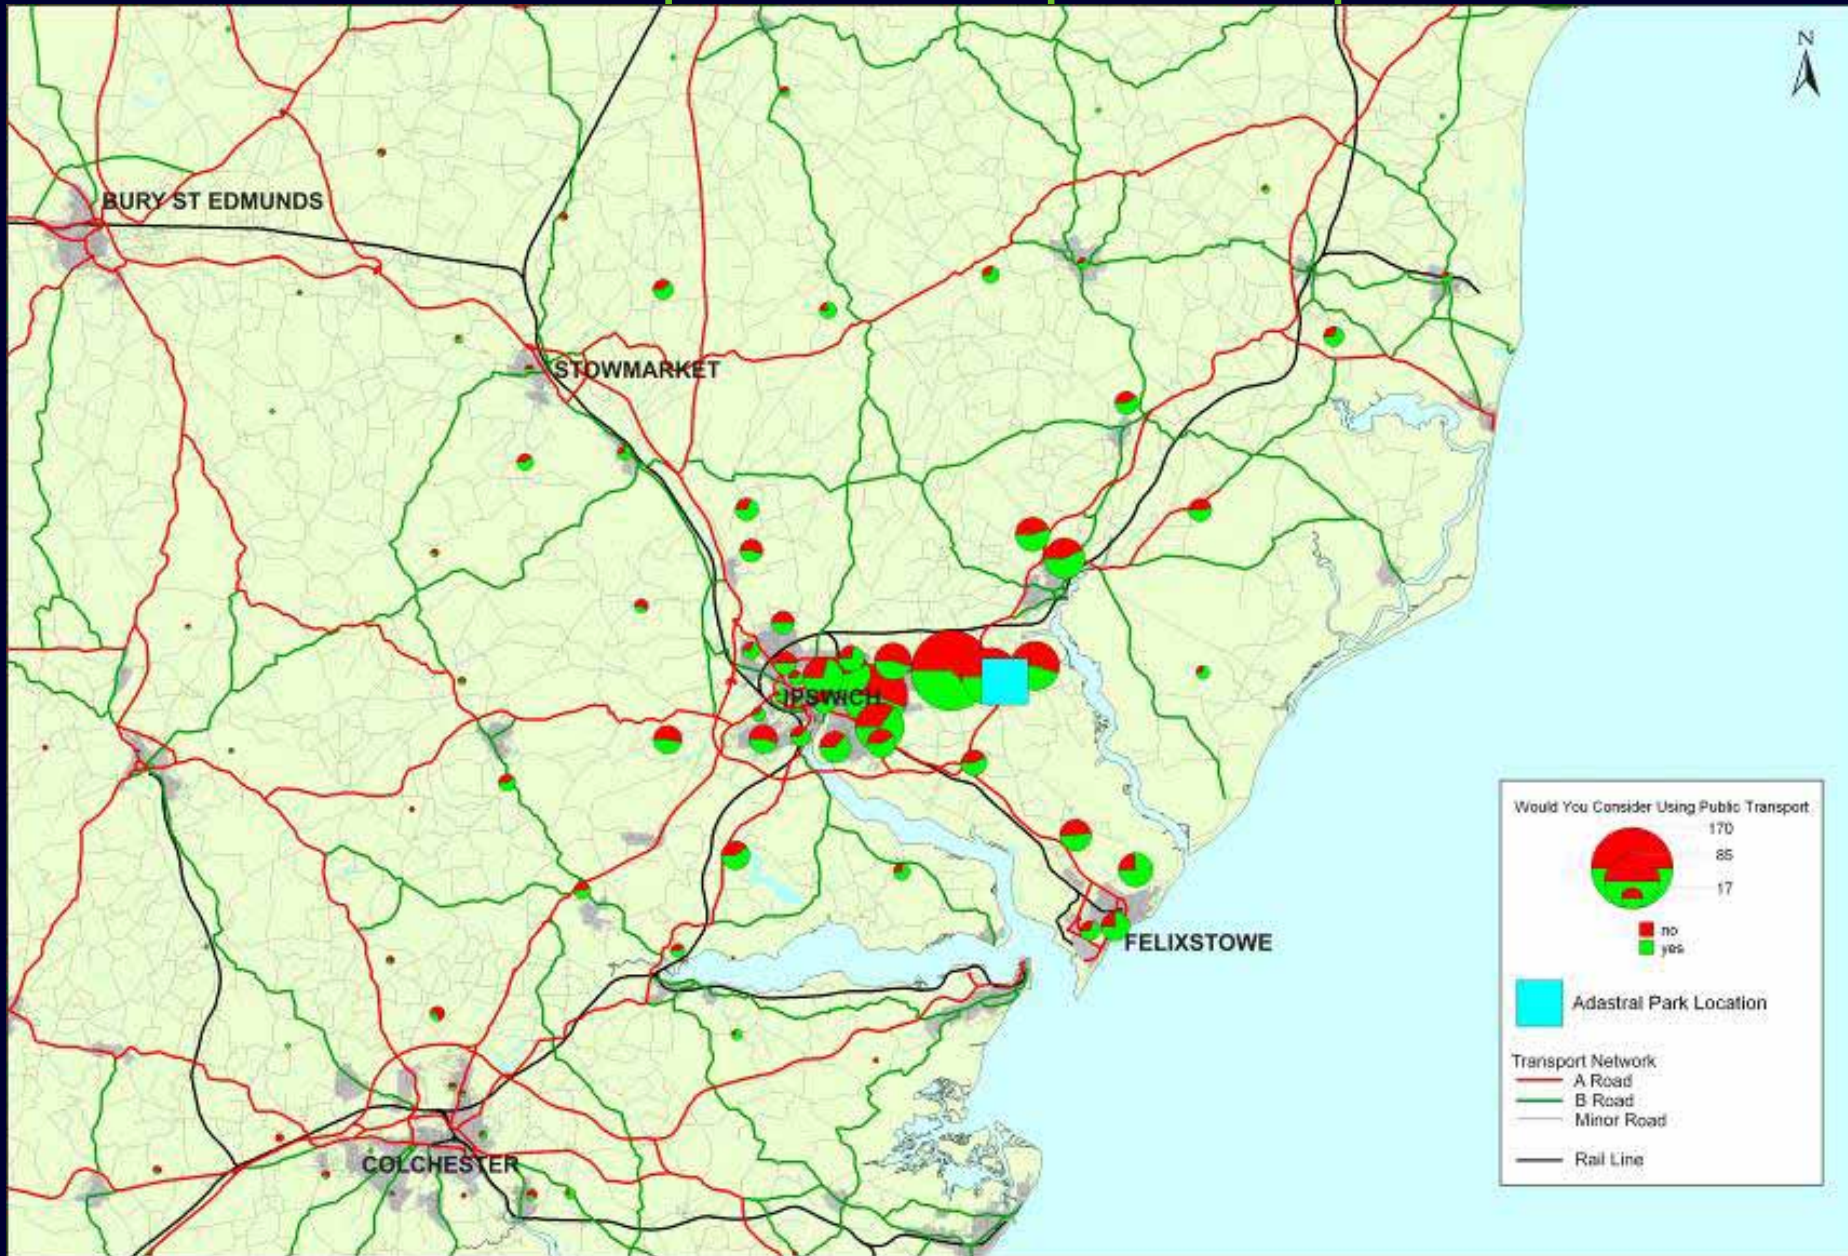 N
BURY ST EDMUNDS
STOWMARKET
IPSWICH
FELIXSTOWE
COLCHESTER
Would You Consider Using Public Transport
170
85
17
no
yes
Adastral Park Location
Transport Network
A Road
B Road
Minor Road
Rail Line